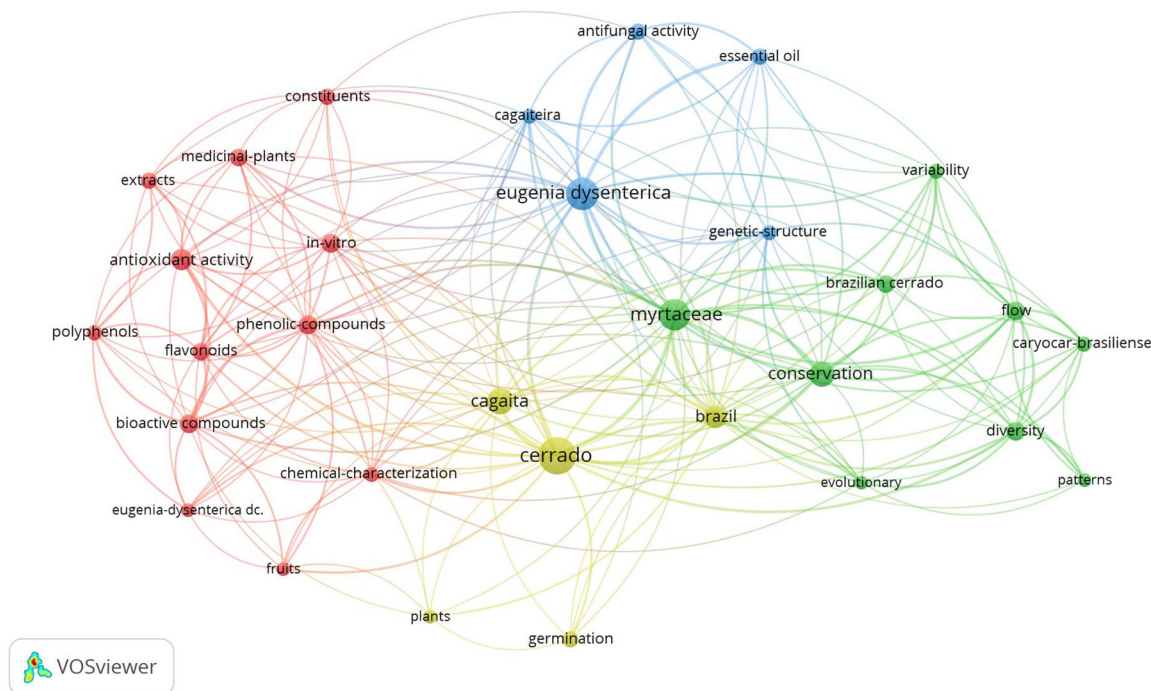 antifungal activity
essential oil
constituents
cagaiteira
medicinal-plants
extracts
variability
eugenia dysenterica
genetic-structure
in-vitro
antioxidant activity
brazilian cerrado
myrtaceae
flow
phenolic-compounds
polyphenols
caryocar-brasiliense
flavonoids
conservation
cagaita
brazil
bioactive compounds
diversity
cerrado
chemical-characterization
evolutionary
patterns
eugenia-dysenterica dc.
fruits
plants
germination
VOSviewer